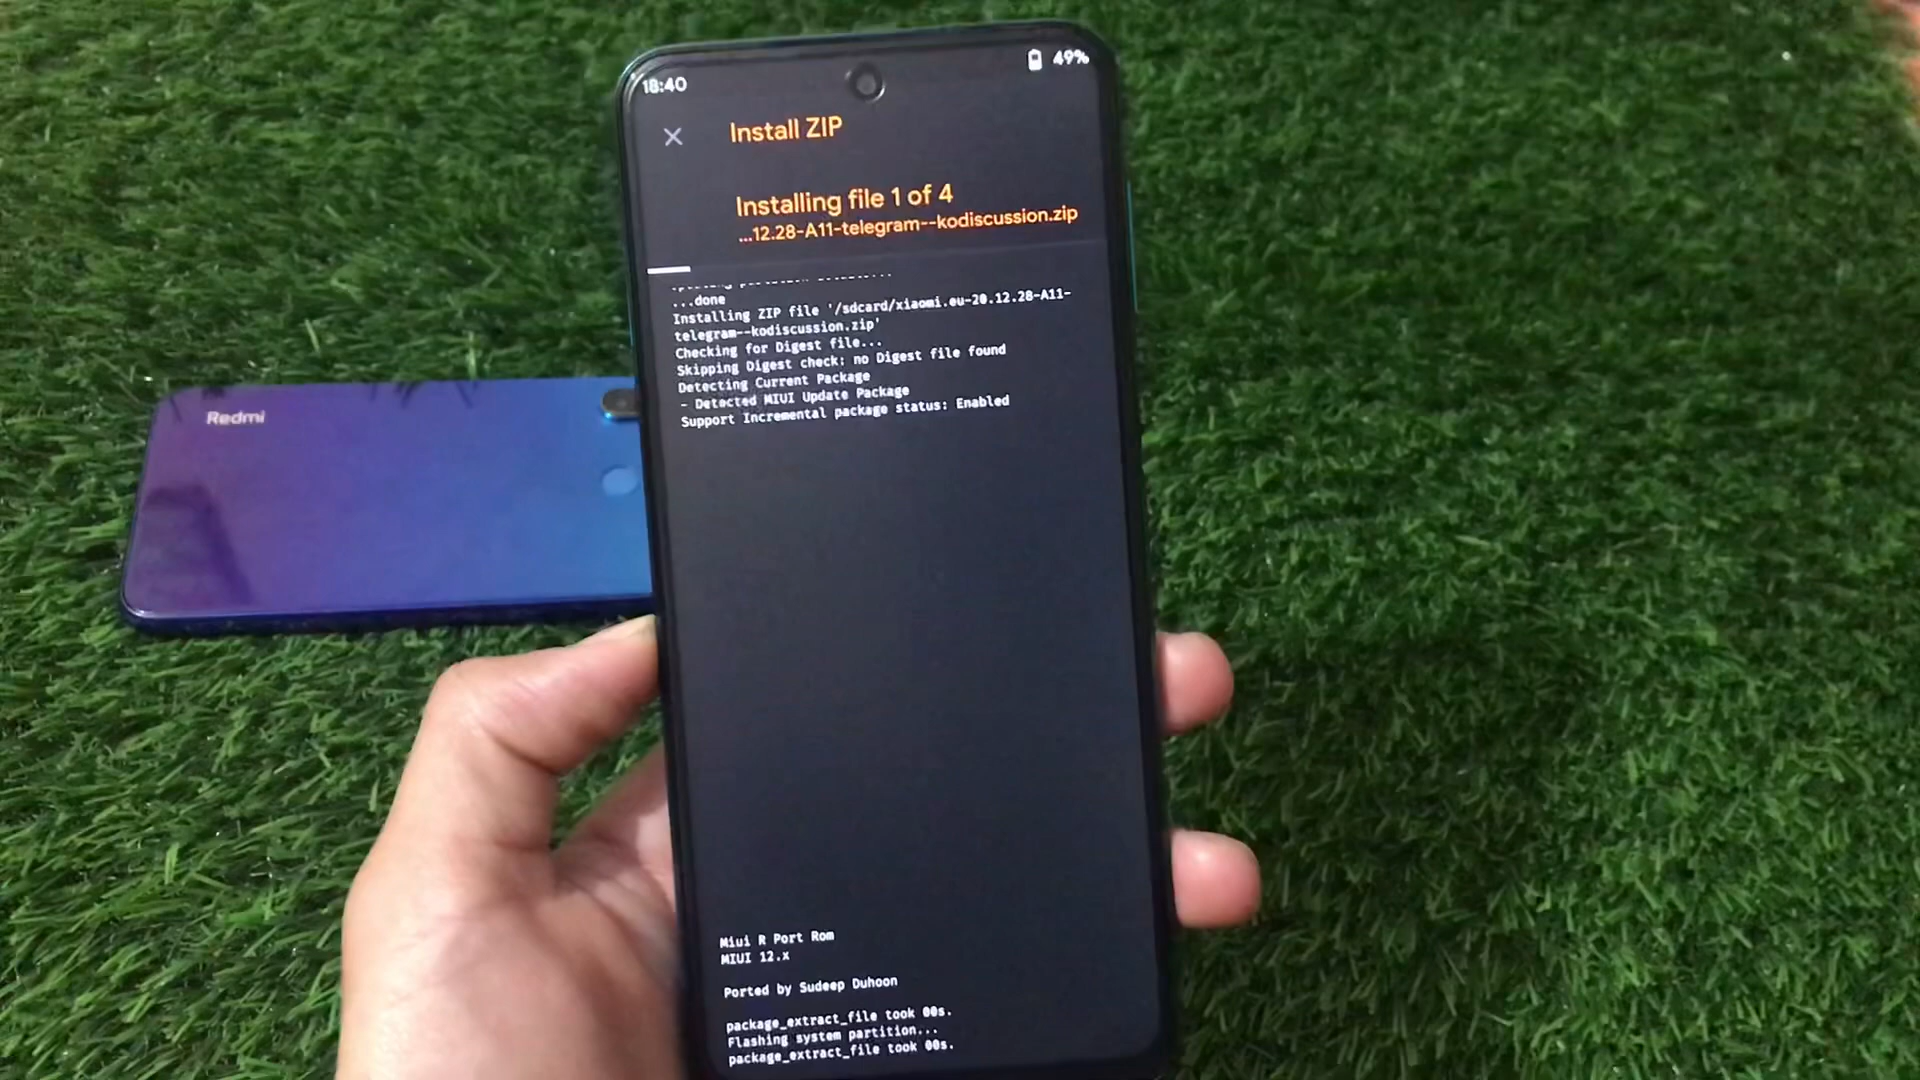 18:40
49%
Install ZIP
Installing file 1 of 4
...12.28-A11-telegram--kodiscussion.zip
...done
Installing ZIP file '/sdcard/xiaomi.eu-20.12.28-A11-
telegram--kodiscussion.zip'
Checking for Digest file...
Skipping Digest check: no Digest file found
Detecting Current Package
- Detected MIUI Update Package
Support Incremental package status: Enabled
Redmi
Miui R Port Rom
MIUI 12.x
Ported by Sudeep Duhoon
package_extract_file took 00s.
Flashing system partition...
package_extract_file took 00s.